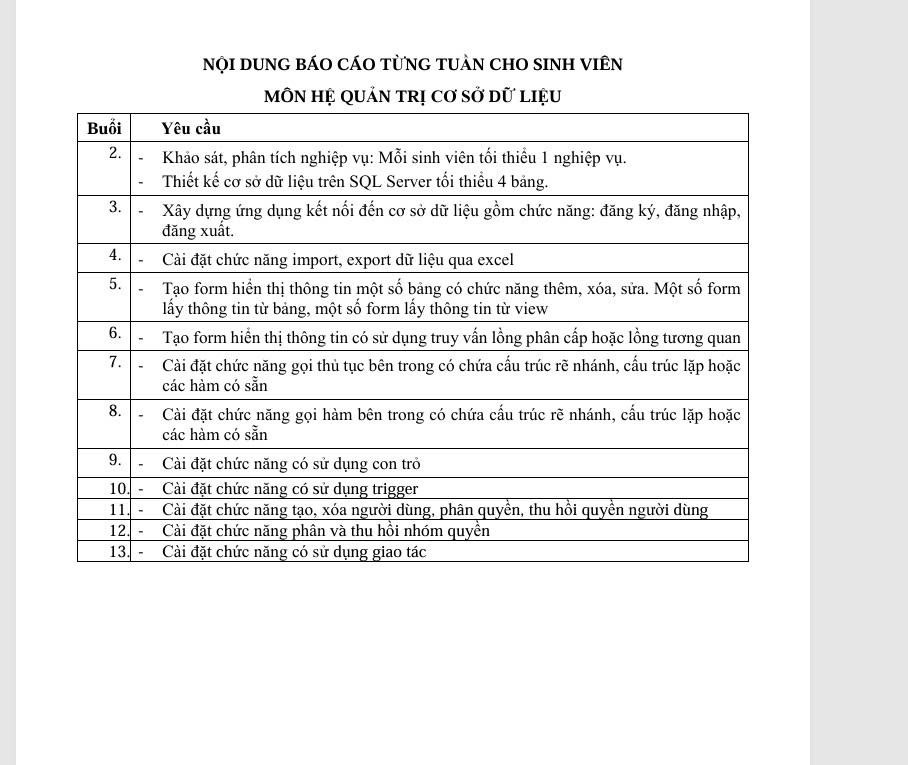 NỘI DUNG BÁO CÁO TỪNG TUẦN CHO SINH VIÊN
MÔN HỆ QUẢN TRỊ CƠ SỞ DỮ LIỆU
Buổi Yêu cầu
2. - Khảo sát, phân tích nghiệp vụ: Mỗi sinh viên tối thiểu 1 nghiệp vụ.
- Thiết kế cơ sở dữ liệu trên SQL Server tối thiểu 4 bảng.
3. - Xây dựng ứng dụng kết nối đến cơ sở dữ liệu gồm chức năng: đăng ký, đăng nhập,
đăng xuất.
4. - Cài đặt chức năng import, export dữ liệu qua excel
5. - Tạo form hiển thị thông tin một số bảng có chức năng thêm, xóa, sửa. Một số form
lấy thông tin từ bảng, một số form lấy thông tin từ view
6. - Tạo form hiển thị thông tin có sử dụng truy vấn lồng phân cấp hoặc lồng tương quan
7. - Cài đặt chức năng gọi thủ tục bên trong có chứa cấu trúc rẽ nhánh, cấu trúc lặp hoặc
các hàm có sẵn
8. - Cài đặt chức năng gọi hàm bên trong có chứa cấu trúc rẽ nhánh, cấu trúc lặp hoặc
các hàm có sẵn
9. - Cài đặt chức năng có sử dụng con trỏ
10. - Cài đặt chức năng có sử dụng trigger
11. - Cài đặt chức năng tạo, xóa người dùng, phân quyền, thu hồi quyền người dùng
12. - Cài đặt chức năng phân và thu hồi nhóm quyền
13. - Cài đặt chức năng có sử dụng giao tác